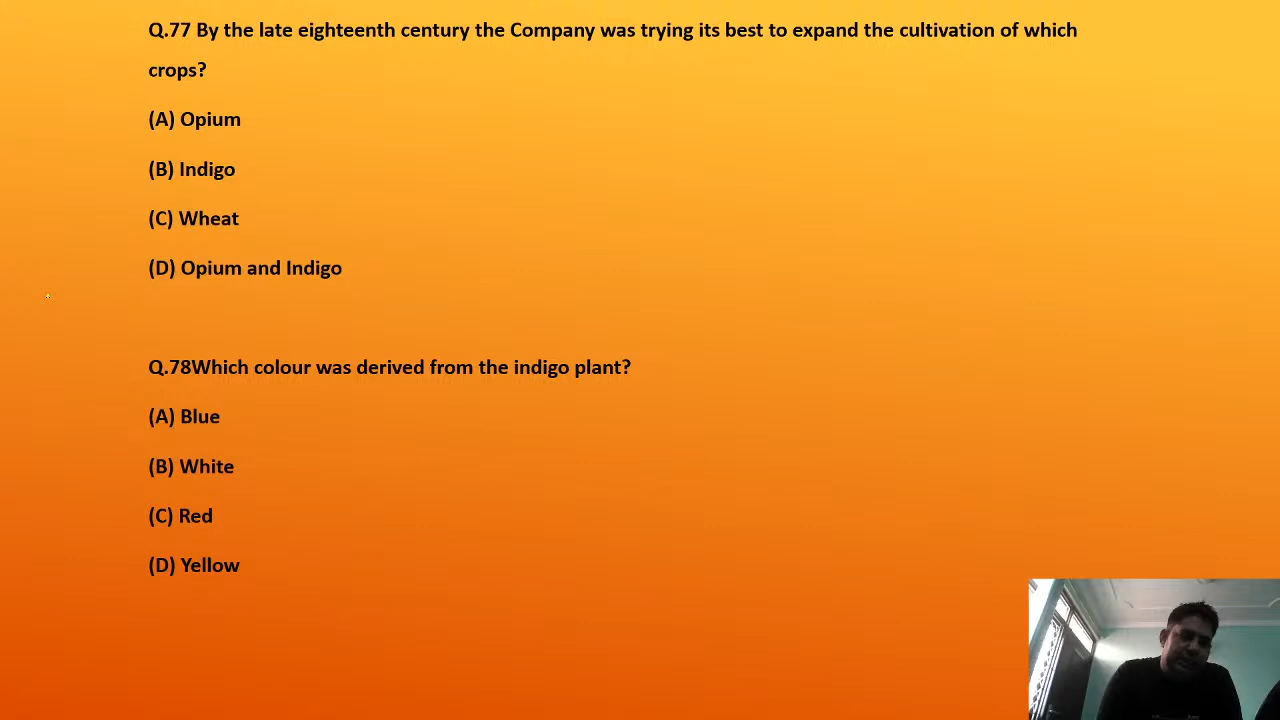 Q.77 By the late eighteenth century the Company was trying its best to expand the cultivation of which
crops?
(A) Opium
(B) Indigo
(C) Wheat
(D) Opium and Indigo
Q.78Which colour was derived from the indigo plant?
(A) Blue
(B) White
(C) Red
(D) Yellow